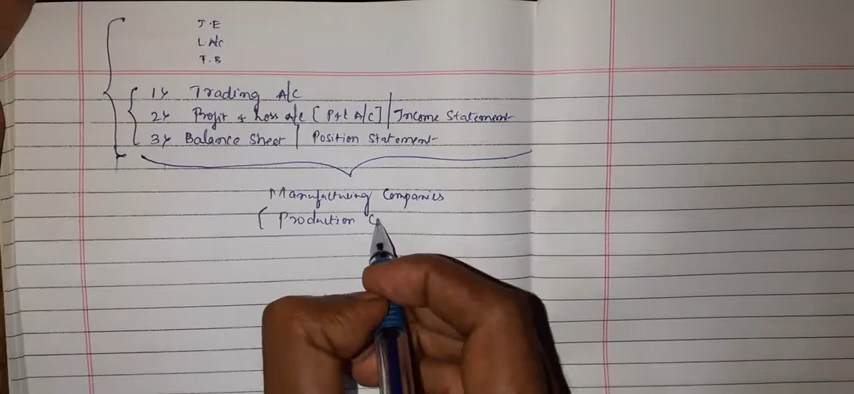 J.E
L A/c
T.B
1} Trading A/c
2} Profit & Loss a/c [P+L A/C] | Income Statement
3} Balance Sheet | Position Statement
Manufacturing Companies
( Production C